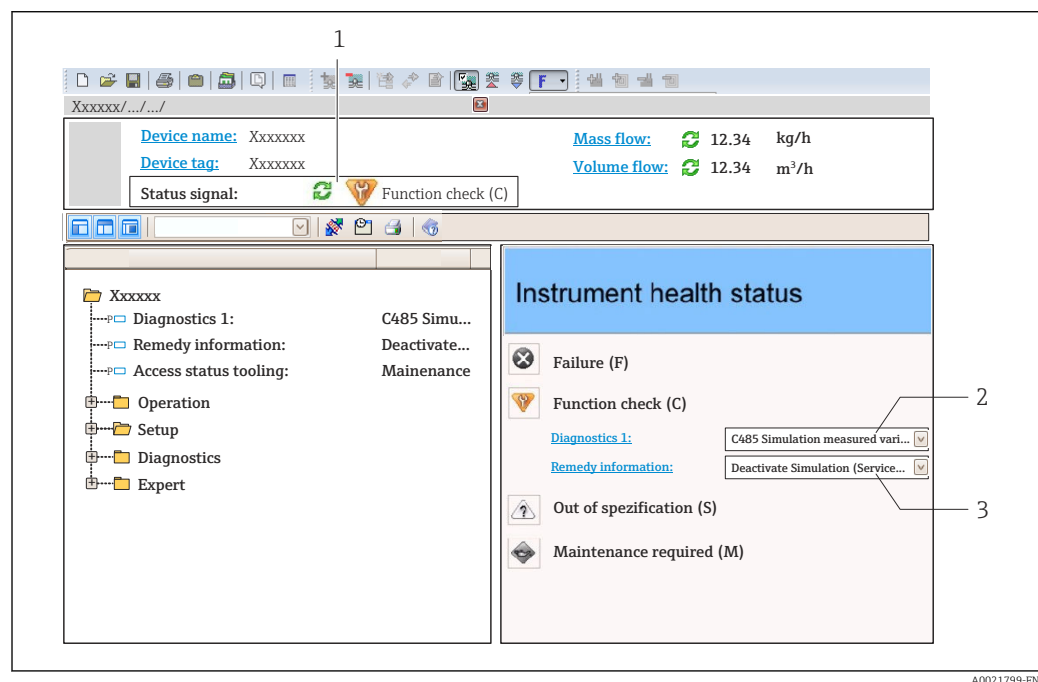 1
F
Xxxxxx/.../.../
Device name: Xxxxxxx
Mass flow: 12.34 kg/h
Device tag: Xxxxxxx
Volume flow: 12.34 m³/h
Status signal: Function check (C)
Xxxxxx
Diagnostics 1: C485 Simu...
Remedy information: Deactivate...
Access status tooling: Mainenance
Operation
Setup
Diagnostics
Expert
Instrument health status
Failure (F)
Function check (C)
2
Diagnostics 1: C485 Simulation measured vari...
Remedy information: Deactivate Simulation (Service...
3
Out of spezification (S)
Maintenance required (M)
A0021799-EN